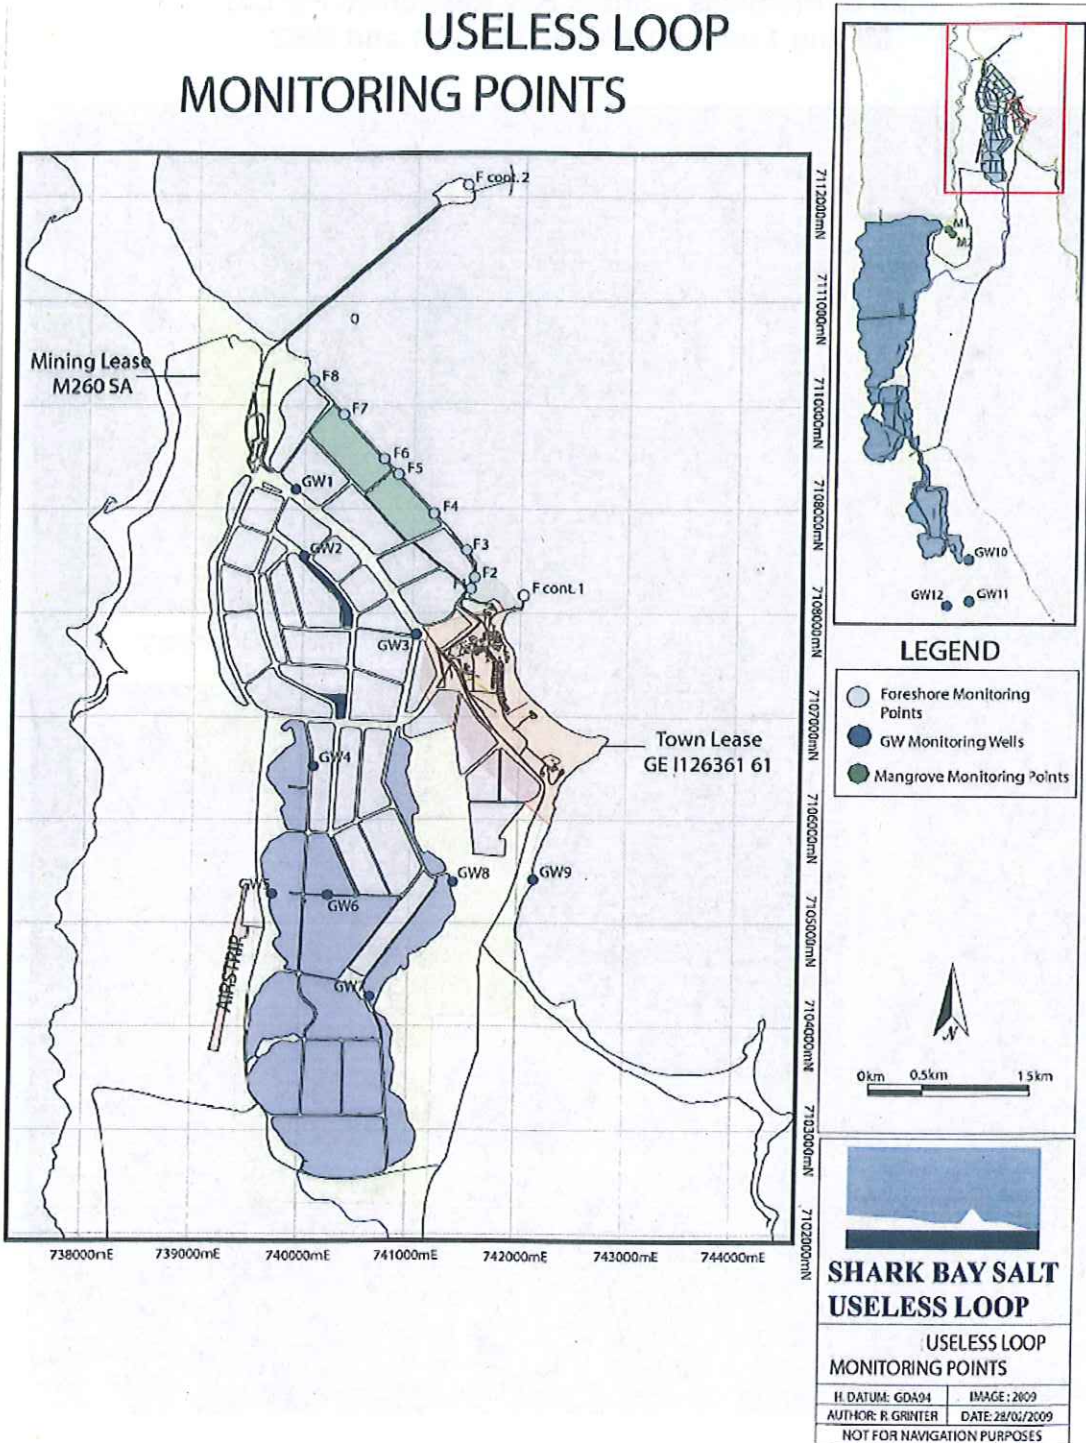 USELESS LOOP
MONITORING POINTS
F cont.2
Mining Lease
M260 SA
F8
F7
F6
F5
F4
F3
F2
F cont.1
GW1
GW2
GW3
GW4
GW5
GW6
GW7
GW8
GW9
AIRSTRIP
Town Lease
GE I126361 61
7112000mN
7111000mN
7110000mN
7108000mN
7108000mN
7107000mN
7106000mN
7105000mN
7104000mN
7103000mN
7102000mN
738000mE
739000mE
740000mE
741000mE
742000mE
743000mE
744000mE
M1
M2
GW10
GW11
GW12
LEGEND
Foreshore Monitoring
Points
GW Monitoring Wells
Mangrove Monitoring Points
N
0km 0.5km 15km
SHARK BAY SALT
USELESS LOOP
USELESS LOOP
MONITORING POINTS
H. DATUM: GDA94
IMAGE: 2009
AUTHOR: R GRINTER
DATE: 28/02/2009
NOT FOR NAVIGATION PURPOSES